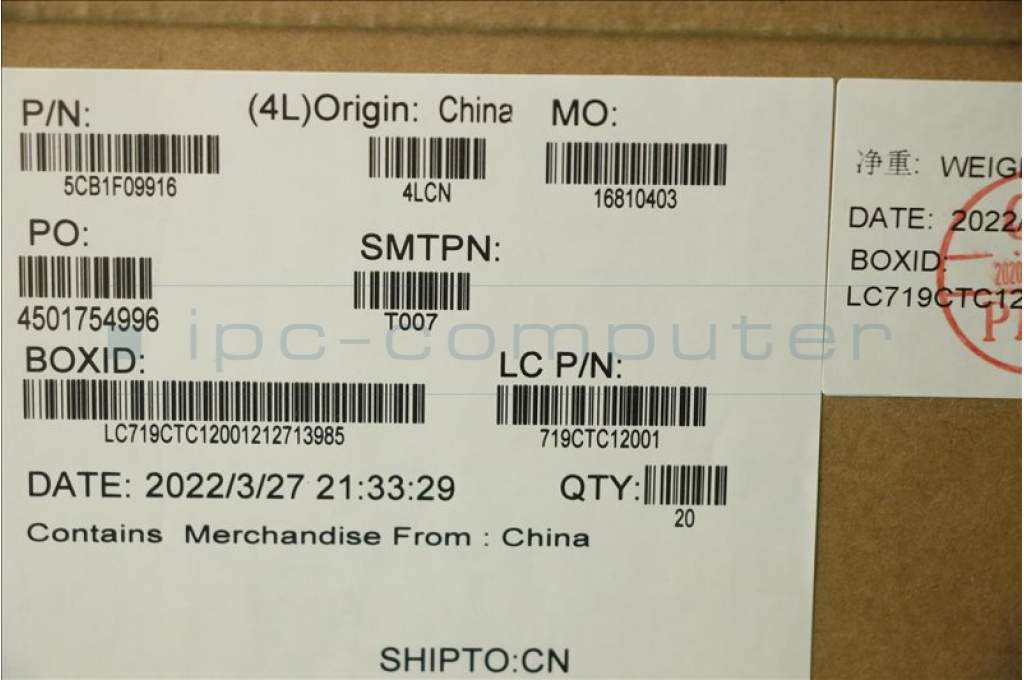 P/N: (4L)Origin: China MO:
5CB1F09916 4LCN 16810403
PO: SMTPN:
4501754996 T007
BOXID: LC P/N:
LC719CTC12001212713985 719CTC12001
DATE: 2022/3/27 21:33:29 QTY:
20
Contains Merchandise From : China
SHIPTO:CN
净重: WEIG
DATE: 2022/
BOXID:
LC719CTC12
ipc-computer